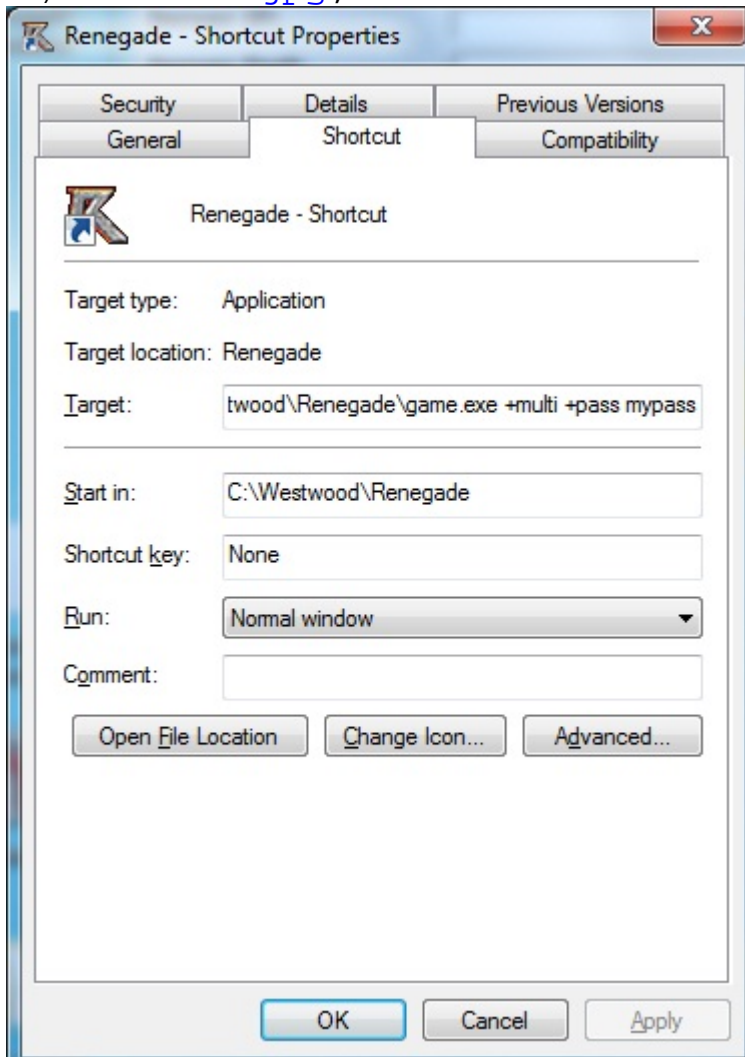 Renegade - Shortcut Properties
Security Details Previous Versions
General Shortcut Compatibility
Renegade - Shortcut
Target type: Application
Target location: Renegade
Target: twood\Renegade\game.exe +multi +pass mypass
Start in: C:\Westwood\Renegade
Shortcut key: None
Run: Normal window
Comment:
Open File Location Change Icon... Advanced...
OK Cancel Apply